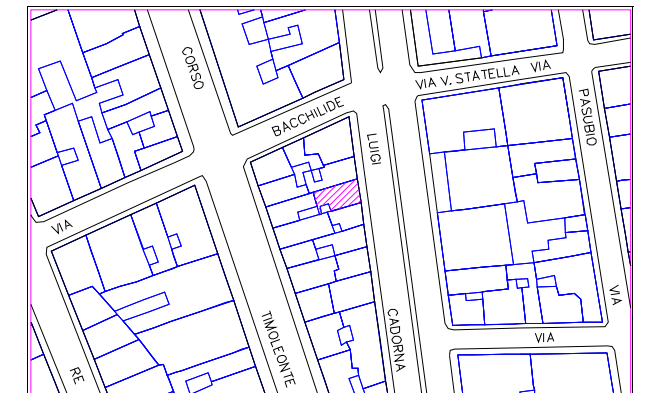 CORSO
VIA V. STATELLA VIA
PASUBIO
BACCHILIDE
LUIGI
VIA
VIA
TIMOLEONTE
CADORNA
VIA
RE